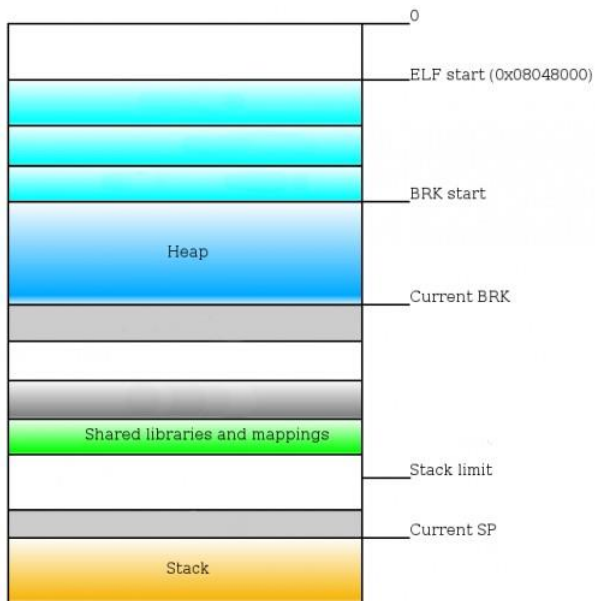 0
ELF start (0x08048000)
BRK start
Heap
Current BRK
Shared libraries and mappings
Stack limit
Current SP
Stack